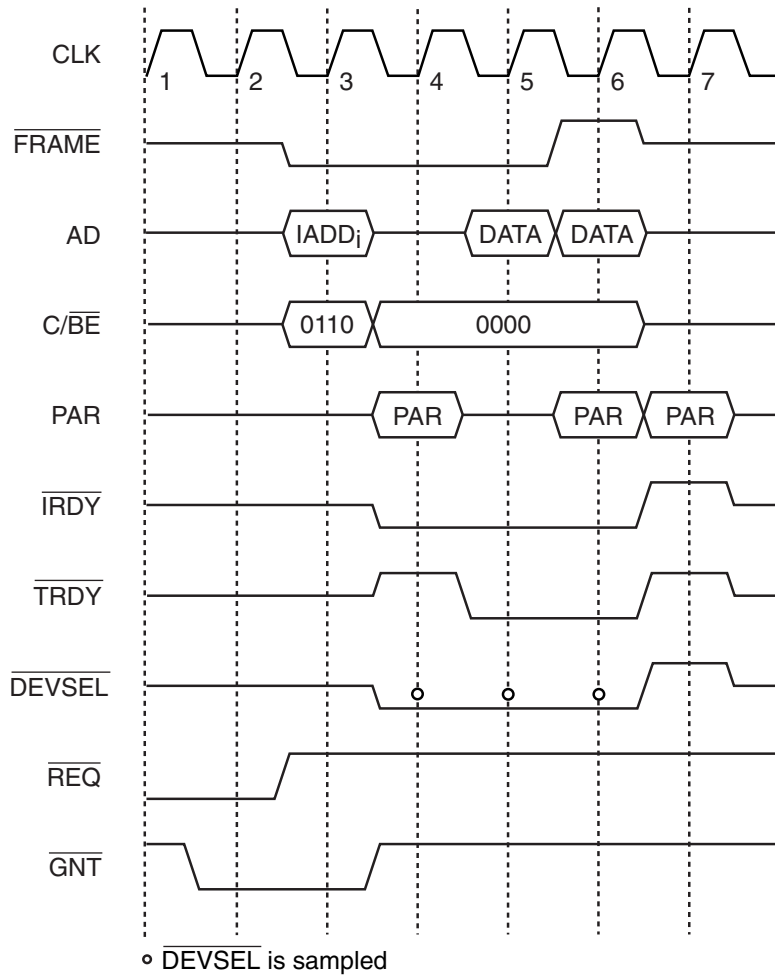 CLK
1 2 3 4 5 6 7
FRAME
AD
IADDi DATA DATA
C/BE
0110 0000
PAR
PAR PAR PAR
IRDY
TRDY
DEVSEL
REQ
GNT
DEVSEL is sampled